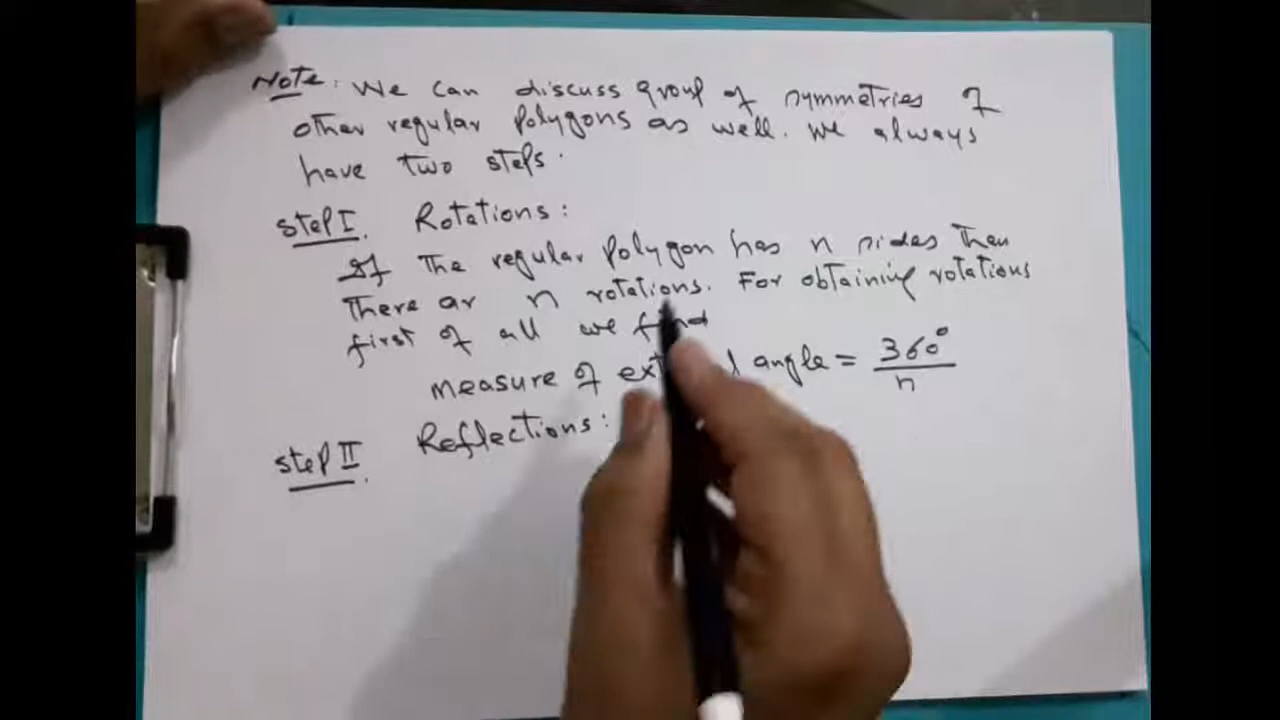 Note: We can discuss group of symmetries of
other regular polygons as well. We always
have two steps.
Step I. Rotations:
If the regular polygon has n sides then
there ar n rotations. For obtaining rotations
first of all we find
measure of angle = 360°/n
Step II. Reflections: